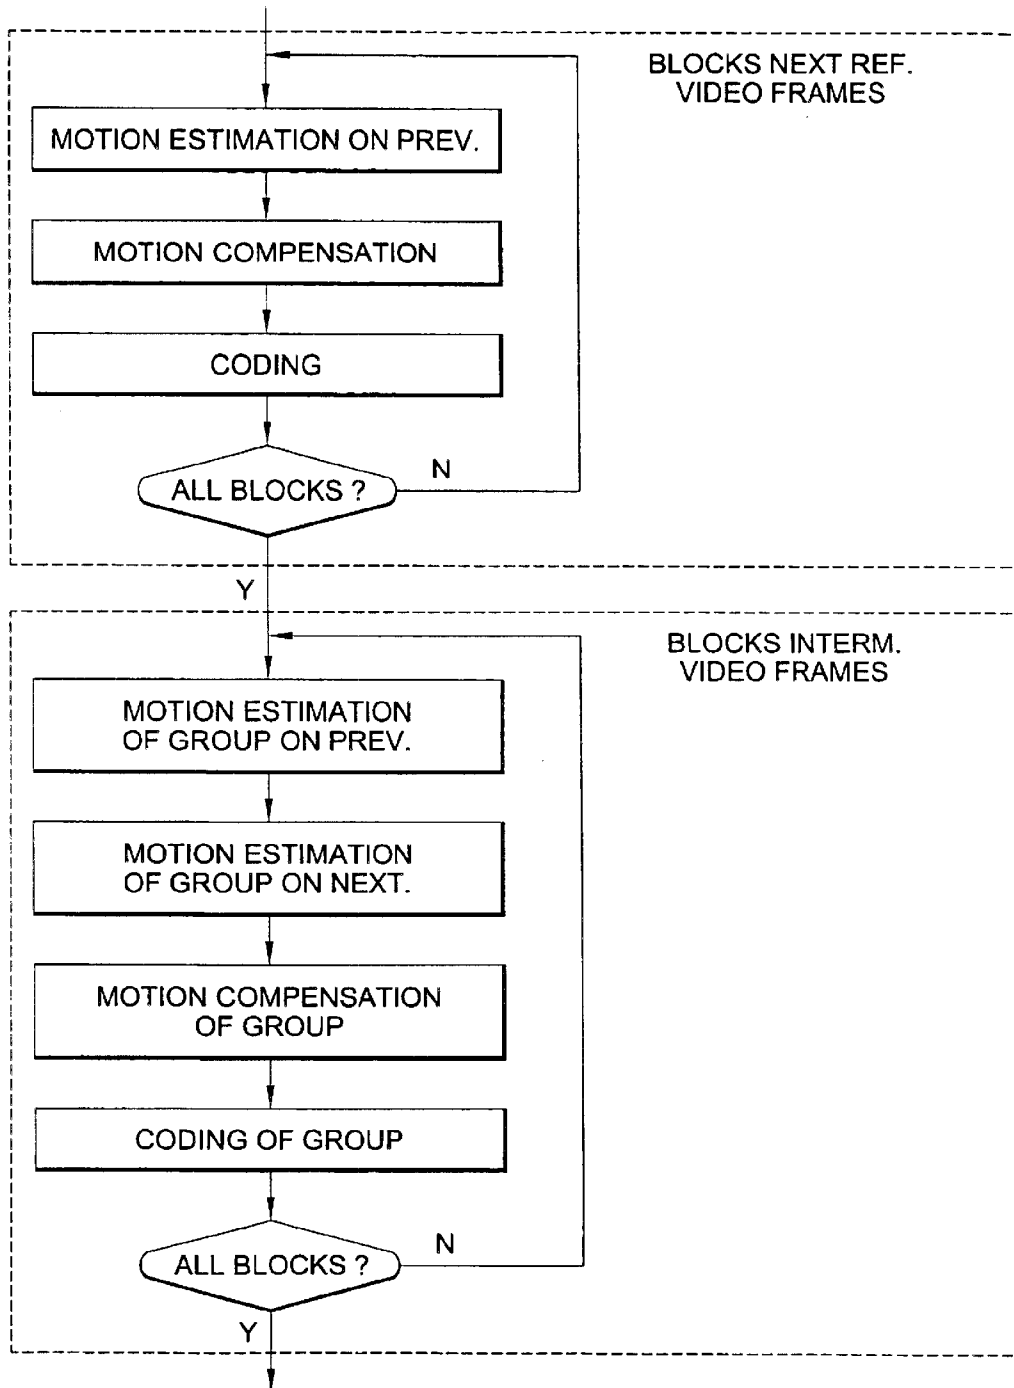 BLOCKS NEXT REF.
VIDEO FRAMES
MOTION ESTIMATION ON PREV.
MOTION COMPENSATION
CODING
ALL BLOCKS ?
N
Y
BLOCKS INTERM.
VIDEO FRAMES
MOTION ESTIMATION
OF GROUP ON PREV.
MOTION ESTIMATION
OF GROUP ON NEXT.
MOTION COMPENSATION
OF GROUP
CODING OF GROUP
ALL BLOCKS ?
N
Y